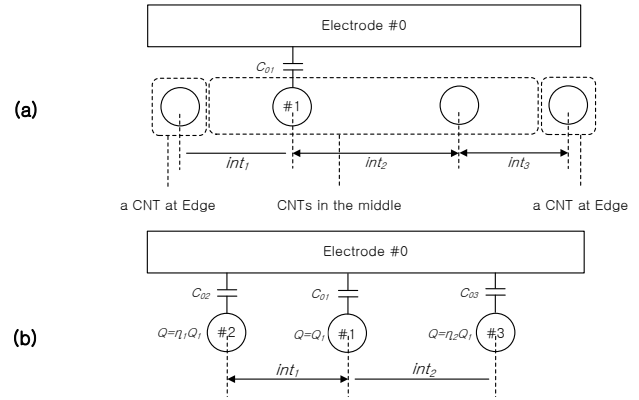 Electrode #0
C01
(a)
#1
int1
int2
int3
a CNT at Edge
CNTs in the middle
a CNT at Edge
Electrode #0
C02
C01
C03
(b)
Q=η1Q1
#2
Q=Q1
#1
Q=η2Q1
#3
int1
int2